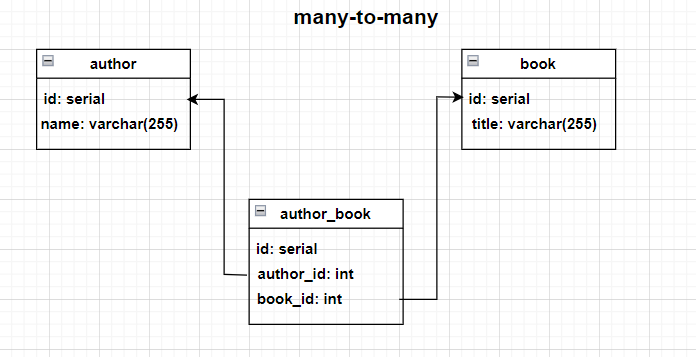 many-to-many
author
id: serial
name: varchar(255)
book
id: serial
title: varchar(255)
author_book
id: serial
author_id: int
book_id: int